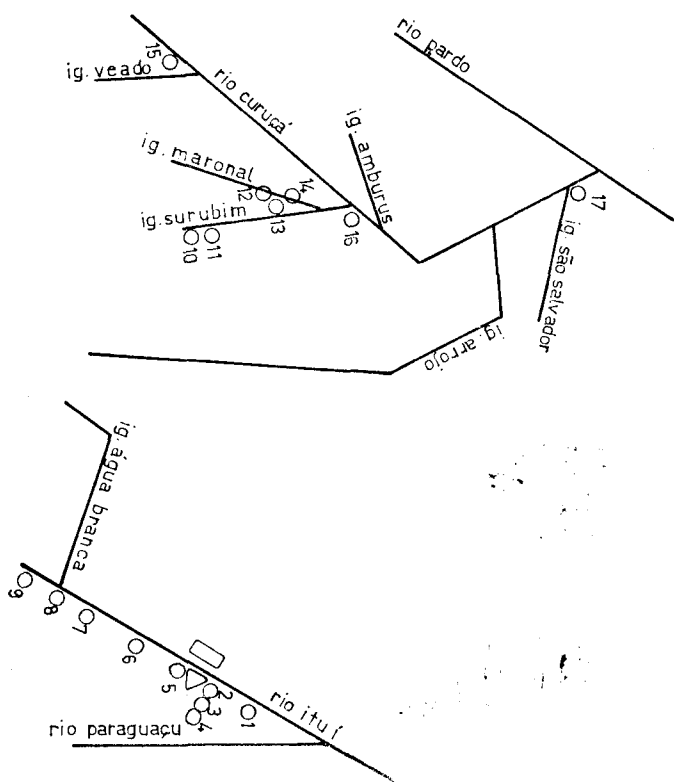 rio pardo
15
ig. veado
rio curuçá
ig. amburus
ig. maronal
14
12
13
ig. surubim
10
11
16
17
ig. são salvador
ig. arrojo
ig. água branca
9
8
7
6
5
2
3
4
1
rio ituí
rio paraguaçu